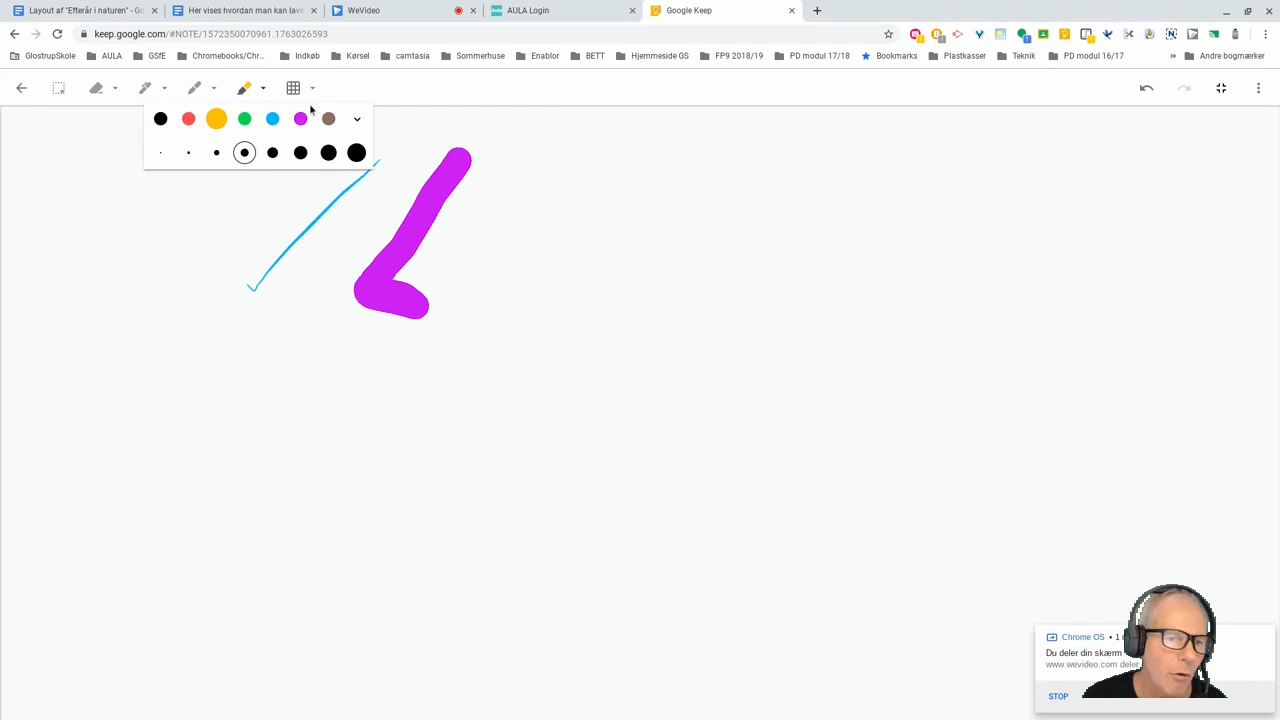 Layout af "Efterår i naturen" - Go
Her vises hvordan man kan lave
WeVideo
AULA Login
Google Keep
keep.google.com/#NOTE/1572350070961.1763026593
GlostrupSkole
AULA
GSfE
Chromebooks/Chr...
Indkøb
Kørsel
camtasia
Sommerhuse
Enablor
BETT
Hjemmeside GS
FP9 2018/19
PD modul 17/18
Bookmarks
Plastkasser
Teknik
PD modul 16/17
»
Andre bogmærker
Chrome OS • 1
Du deler din skærm
www.wevideo.com deler
STOP